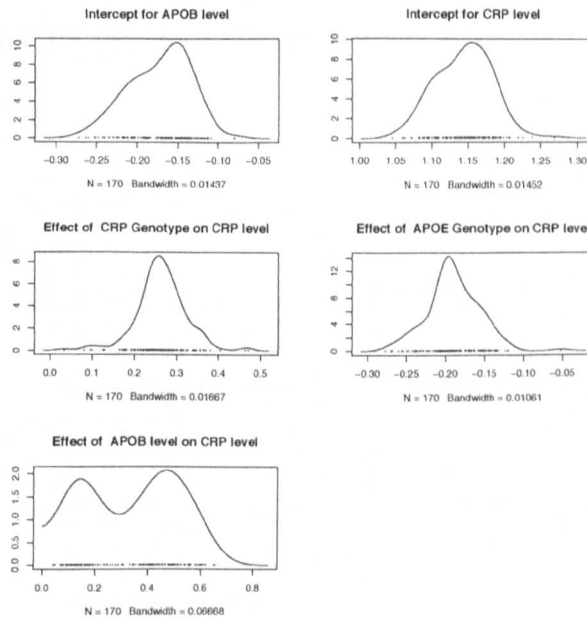 Intercept for APOB level
Intercept for CRP level
0 2 4 6 8 10
0 2 4 6 8 10
-0.30 -0.25 -0.20 -0.15 -0.10 -0.05
1.00 1.05 1.10 1.15 1.20 1.25 1.30
N = 170 Bandwidth = 0.01437
N = 170 Bandwidth = 0.01452
Effect of CRP Genotype on CRP level
Effect of APOE Genotype on CRP level
0 2 4 6 8
0 4 8 12
0.0 0.1 0.2 0.3 0.4 0.5
-0.30 -0.25 -0.20 -0.15 -0.10 -0.05
N = 170 Bandwidth = 0.01667
N = 170 Bandwidth = 0.01061
Effect of APOB level on CRP level
0.0 0.5 1.0 1.5 2.0
0.0 0.2 0.4 0.6 0.8
N = 170 Bandwidth = 0.06668